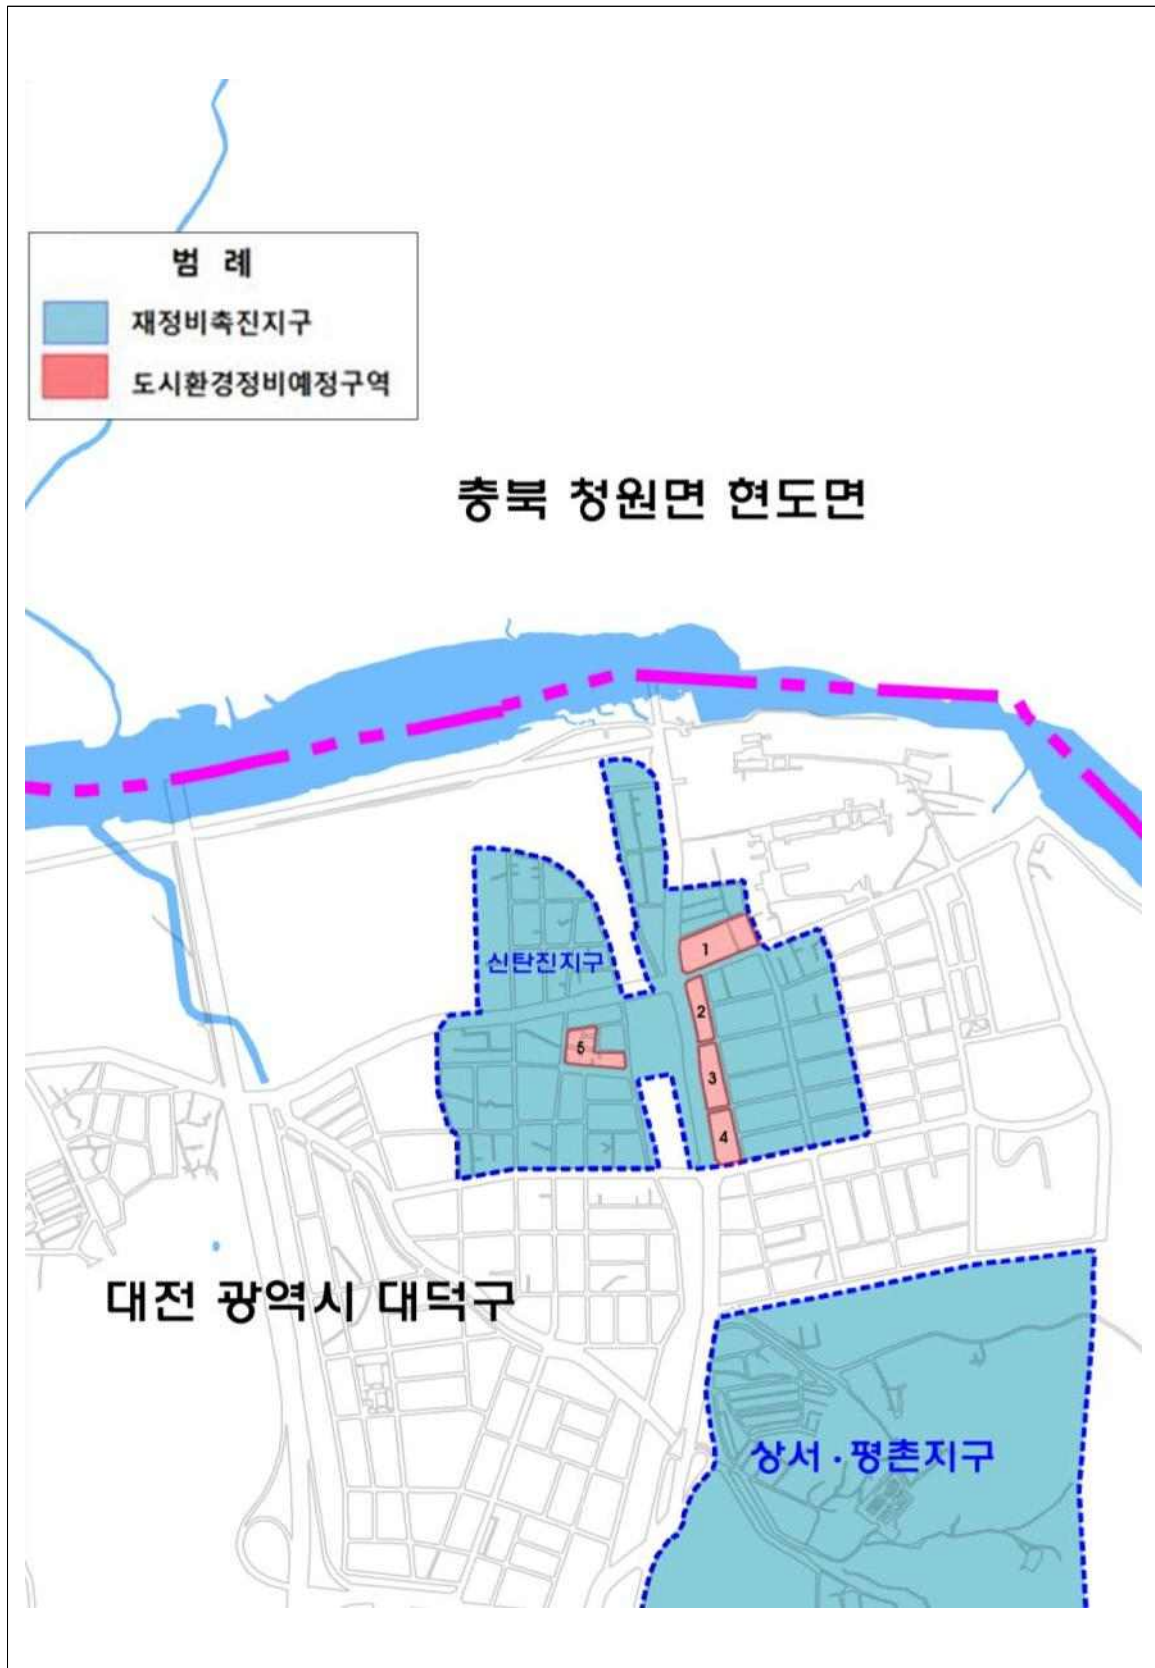 범 례
재정비촉진지구
도시환경정비예정구역
충북 청원면 현도면
1
신탄진지구
2
5
3
4
대전 광역시 대덕구
상서·평촌지구